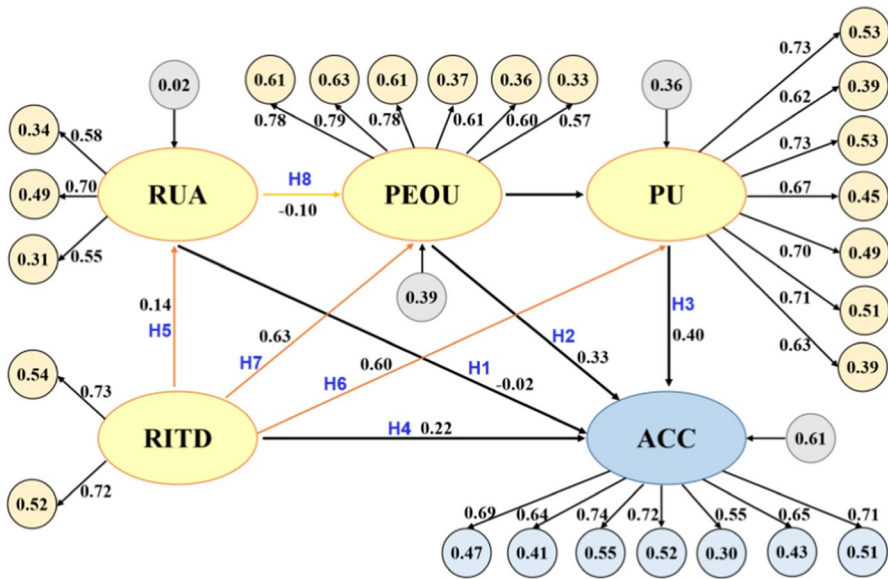 0.53
0.73
0.61 0.63 0.61 0.37 0.36 0.33
0.02
0.36
0.62
0.39
0.34
0.58
0.78 0.79 0.78 0.61 0.60 0.57
0.73
0.53
0.49
0.70
RUA
H8
-0.10
PEOU
PU
0.67
0.45
0.31
0.55
0.70
0.49
0.39
0.14
H5
H7
0.63
H6
0.60
H1
-0.02
H2
0.33
H3
0.40
0.71
0.51
0.63
0.39
0.54
0.73
RITD
H4 0.22
ACC
0.61
0.52
0.72
0.69 0.64 0.74 0.72 0.55 0.65 0.71
0.47 0.41 0.55 0.52 0.30 0.43 0.51